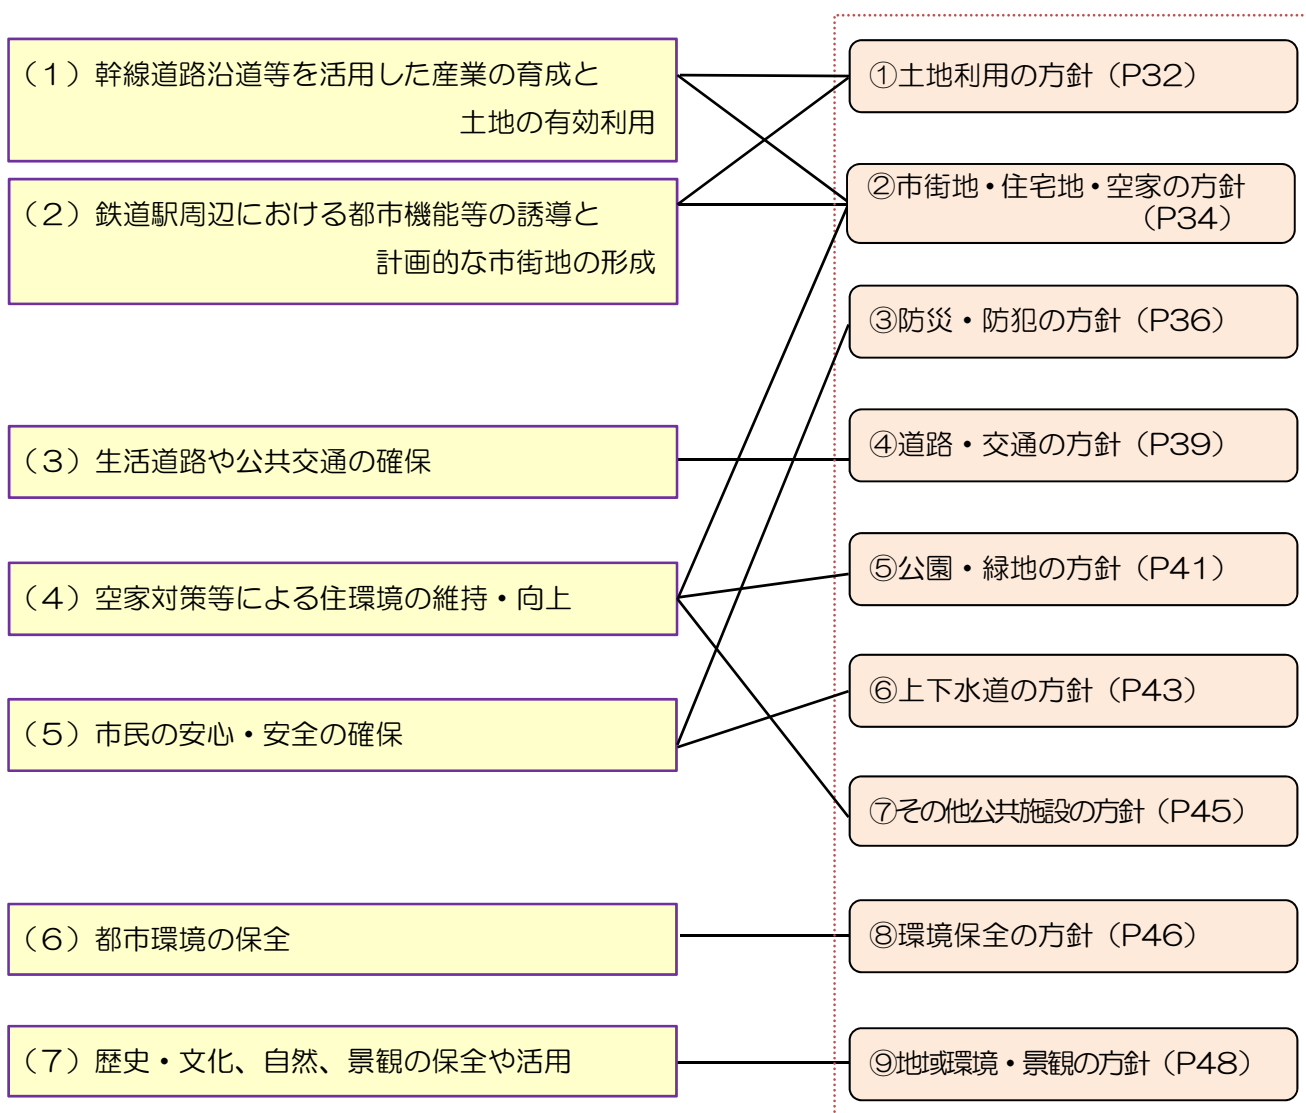 （１）幹線道路沿道等を活用した産業の育成と
土地の有効利用
（２）鉄道駅周辺における都市機能等の誘導と
計画的な市街地の形成
（３）生活道路や公共交通の確保
（４）空家対策等による住環境の維持・向上
（５）市民の安心・安全の確保
（６）都市環境の保全
（７）歴史・文化、自然、景観の保全や活用
①土地利用の方針（P32）
②市街地・住宅地・空家の方針
（P34）
③防災・防犯の方針（P36）
④道路・交通の方針（P39）
⑤公園・緑地の方針（P41）
⑥上下水道の方針（P43）
⑦その他公共施設の方針（P45）
⑧環境保全の方針（P46）
⑨地域環境・景観の方針（P48）